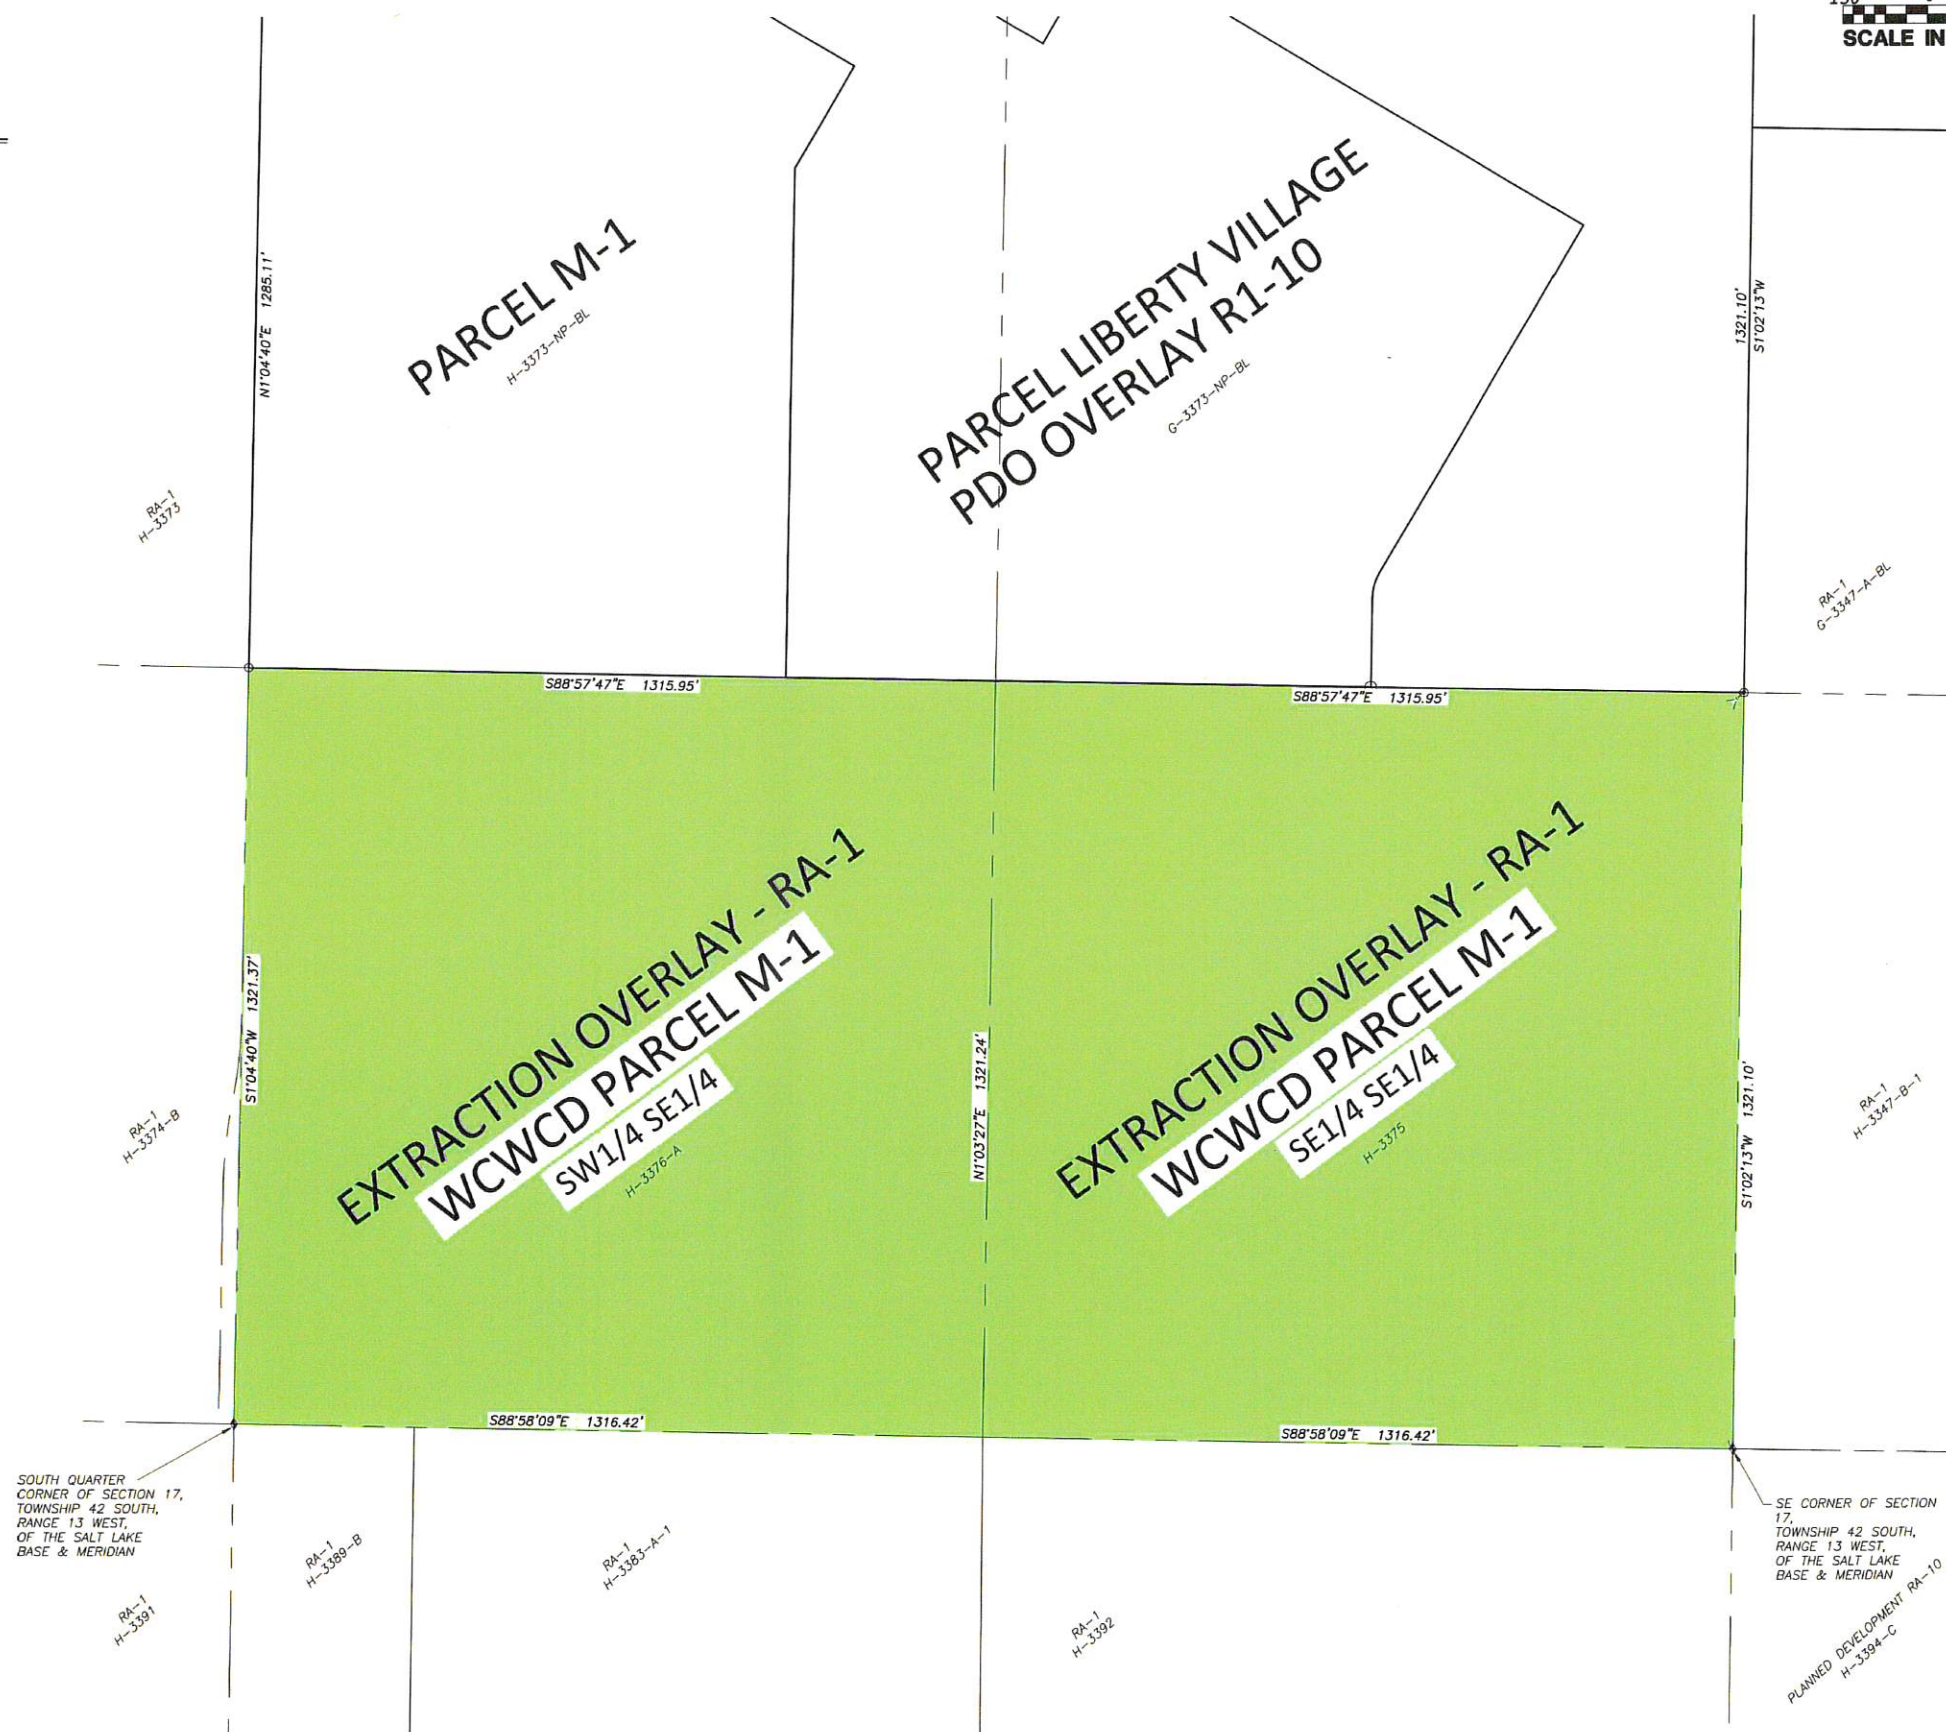 SCALE IN
PARCEL M-1
H-3373-NP-BL
PARCEL LIBERTY VILLAGE
PDO OVERLAY R1-10
G-3373-NP-BL
N1°04'40"E 1285.11'
1321.10'
S1°02'13"W
RA-1
H-3373
RA-1
G-3347-A-BL
S88°57'47"E 1315.95'
S88°57'47"E 1315.95'
EXTRACTION OVERLAY - RA-1
WCWCD PARCEL M-1
SW1/4 SE1/4
H-3376-A
EXTRACTION OVERLAY - RA-1
WCWCD PARCEL M-1
SE1/4 SE1/4
H-3375
S1°04'40"W 1321.37'
N1°03'27"E 1321.24'
S1°02'13"W 1321.10'
RA-1
H-3374-B
RA-1
H-3347-B-1
S88°58'09"E 1316.42'
S88°58'09"E 1316.42'
SOUTH QUARTER
CORNER OF SECTION 17,
TOWNSHIP 42 SOUTH,
RANGE 13 WEST,
OF THE SALT LAKE
BASE & MERIDIAN
SE CORNER OF SECTION
17,
TOWNSHIP 42 SOUTH,
RANGE 13 WEST,
OF THE SALT LAKE
BASE & MERIDIAN
RA-1
H-3389-B
RA-1
H-3383-A-1
RA-1
H-3391
RA-1
H-3392
PLANNED DEVELOPMENT RA-10
H-3394-C